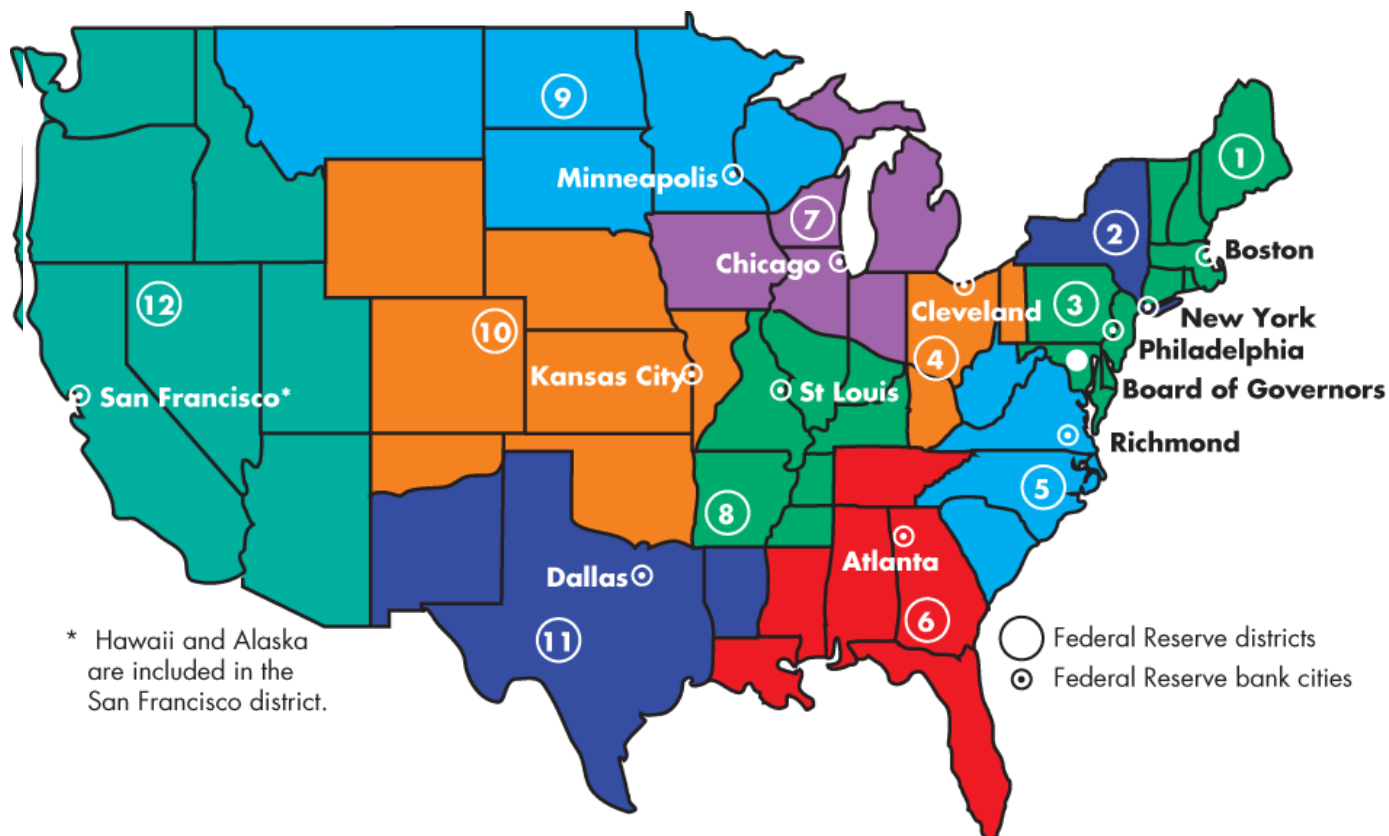 9
1
Minneapolis
7
2
Boston
Chicago
12
Cleveland
3
10
New York
4
Philadelphia
Kansas City
San Francisco*
St Louis
Board of Governors
Richmond
8
5
Atlanta
Dallas
6
11
* Hawaii and Alaska
are included in the
San Francisco district.
Federal Reserve districts
Federal Reserve bank cities